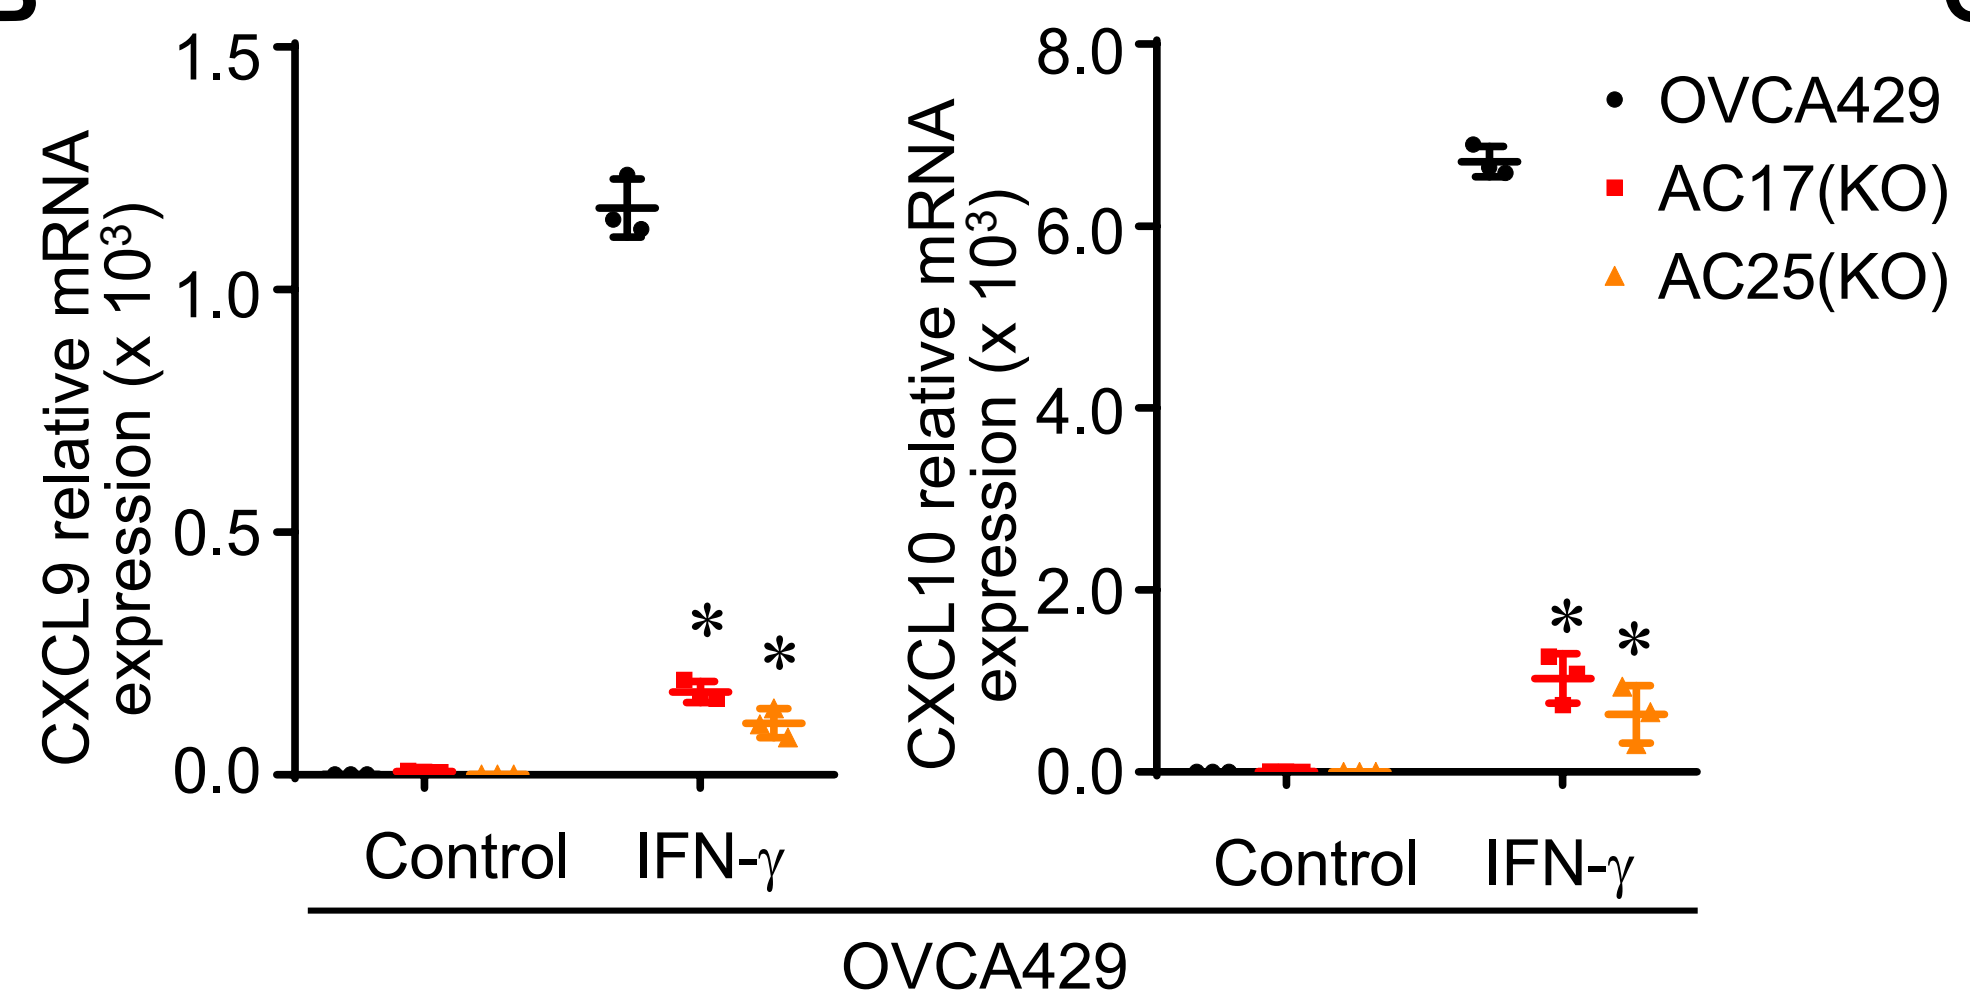 CXCL9 relative mRNA
expression (x 10³)
1.5
1.0
0.5
0.0
*
*
Control
IFN-γ
CXCL10 relative mRNA
expression (x 10³)
8.0
6.0
4.0
2.0
0.0
*
*
Control
IFN-γ
OVCA429
AC17(KO)
AC25(KO)
OVCA429